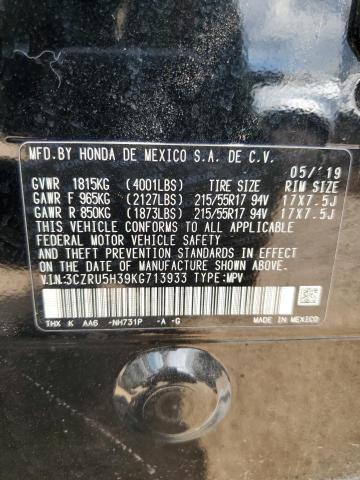 MFD.BY HONDA DE MEXICO S.A. DE C.V.
05/'19
GVWR 1815KG (4001LBS) TIRE SIZE RIM SIZE
GAWR F 965KG (2127LBS) 215/55R17 94V 17X7.5J
GAWR R 850KG (1873LBS) 215/55R17 94V 17X7.5J
THIS VEHICLE CONFORMS TO ALL APPLICABLE
FEDERAL MOTOR VEHICLE SAFETY
AND THEFT PREVENTION STANDARDS IN EFFECT
ON THE DATE OF MANUFACTURE SHOWN ABOVE.
V.I.N.:3CZRU5H39KG713933 TYPE:MPV
THX K AA6 -NH731P -A -G MADE IN MEXICO